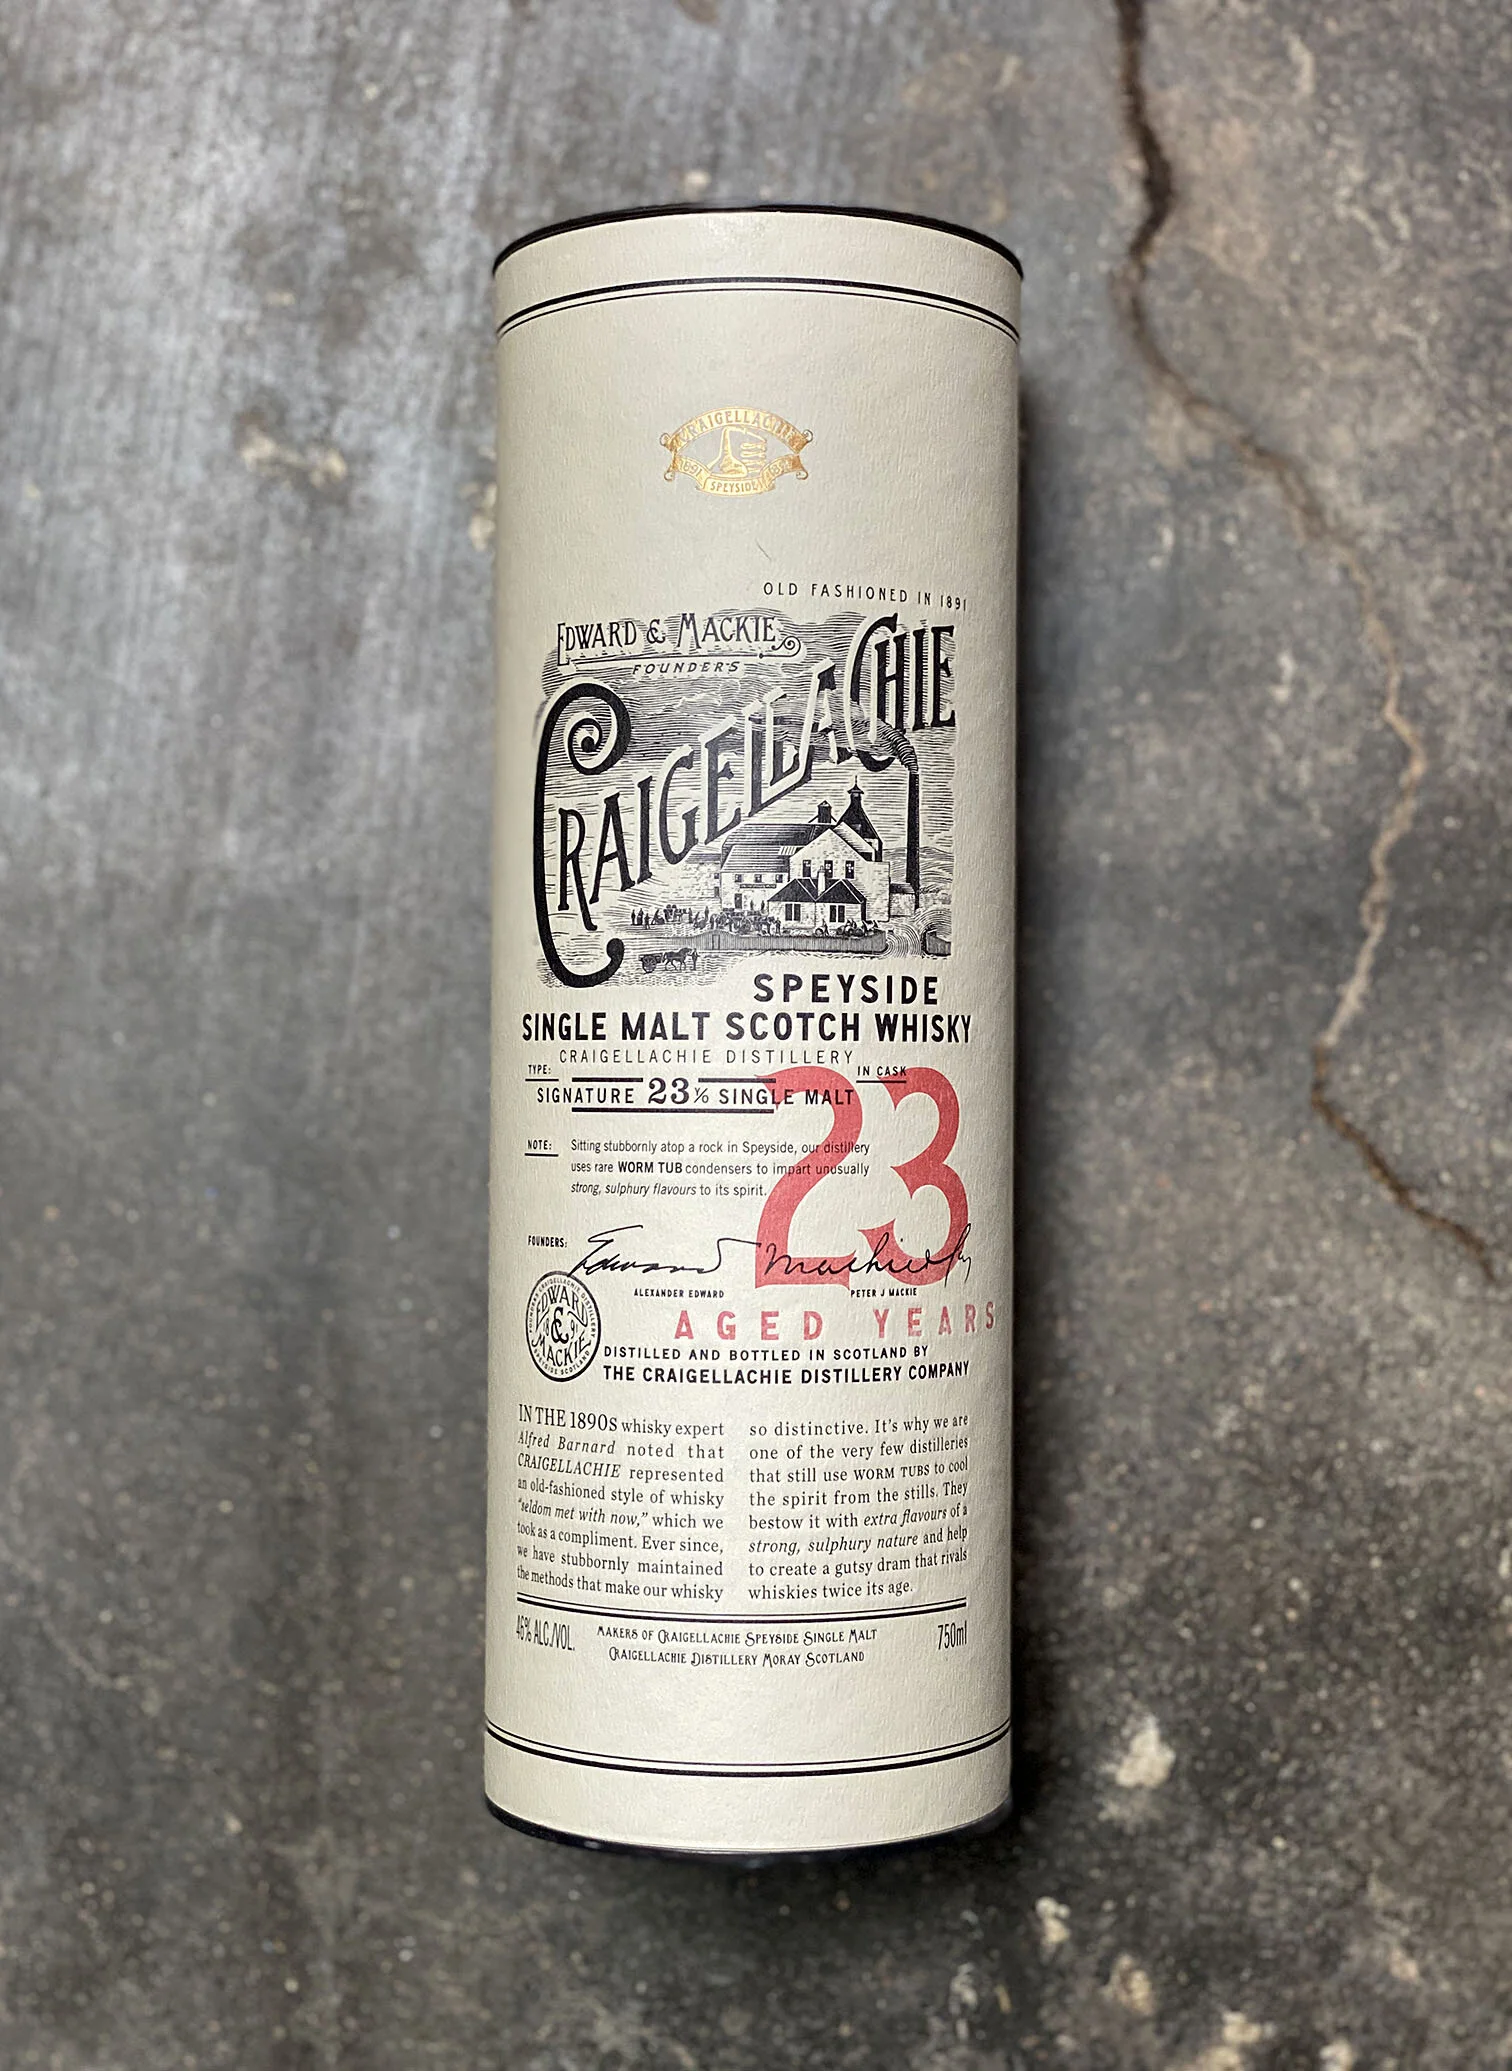 CRAIGELLACHIE
1891 1891
SPEYSIDE
OLD FASHIONED IN 1891
EDWARD & MACKIE
FOUNDERS
CRAIGELLACHIE
SPEYSIDE
SINGLE MALT SCOTCH WHISKY
CRAIGELLACHIE DISTILLERY
TYPE: IN CASK
SIGNATURE 23 Y/O SINGLE MALT
23
NOTE: Sitting stubbornly atop a rock in Speyside, our distillery
uses rare WORM TUB condensers to impart unusually
strong, sulphury flavours to its spirit.
FOUNDERS:
ALEXANDER EDWARD PETER J MACKIE
EDWARD
18 & 91
MACKIE
AGED YEARS
DISTILLED AND BOTTLED IN SCOTLAND BY
THE CRAIGELLACHIE DISTILLERY COMPANY
IN THE 1890s whisky expert
Alfred Barnard noted that
CRAIGELLACHIE represented
an old-fashioned style of whisky
"seldom met with now," which we
took as a compliment. Ever since,
we have stubbornly maintained
the methods that make our whisky
so distinctive. It's why we are
one of the very few distilleries
that still use WORM TUBS to cool
the spirit from the stills. They
bestow it with extra flavours of a
strong, sulphury nature and help
to create a gutsy dram that rivals
whiskies twice its age.
46% ALC./VOL. MAKERS OF CRAIGELLACHIE SPEYSIDE SINGLE MALT 750ml
CRAIGELLACHIE DISTILLERY MORAY SCOTLAND